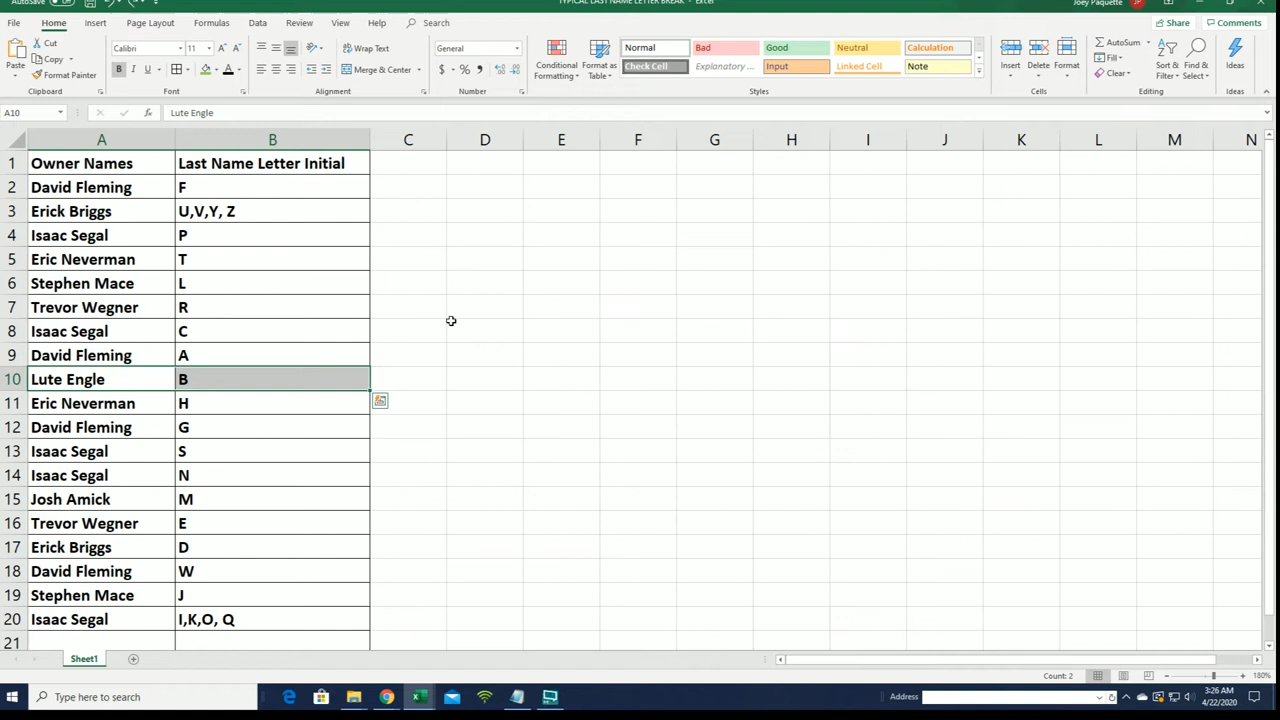 AutoSave Off TYPICAL LAST NAME LETTER BREAK - Excel Joey Paquette JP
File Home Insert Page Layout Formulas Data Review View Help Search Share Comments
Paste Cut Copy Format Painter Clipboard
Calibri 11 B I U A Font
Wrap Text Merge & Center Alignment
General $ % , Number
Conditional Formatting Format as Table
Normal Bad Good Neutral Calculation
Check Cell Explanatory ... Input Linked Cell Note
Styles
Insert Delete Format Cells
AutoSum Fill Clear Sort & Filter Find & Select Editing
Ideas Ideas
A10 fx Lute Engle
A B C D E F G H I J K L M N
1 Owner Names Last Name Letter Initial
2 David Fleming F
3 Erick Briggs U,V,Y, Z
4 Isaac Segal P
5 Eric Neverman T
6 Stephen Mace L
7 Trevor Wegner R
8 Isaac Segal C
9 David Fleming A
10 Lute Engle B
11 Eric Neverman H
12 David Fleming G
13 Isaac Segal S
14 Isaac Segal N
15 Josh Amick M
16 Trevor Wegner E
17 Erick Briggs D
18 David Fleming W
19 Stephen Mace J
20 Isaac Segal I,K,O, Q
21
Sheet1
Count: 2 180%
Type here to search Address 3:26 AM
4/22/2020